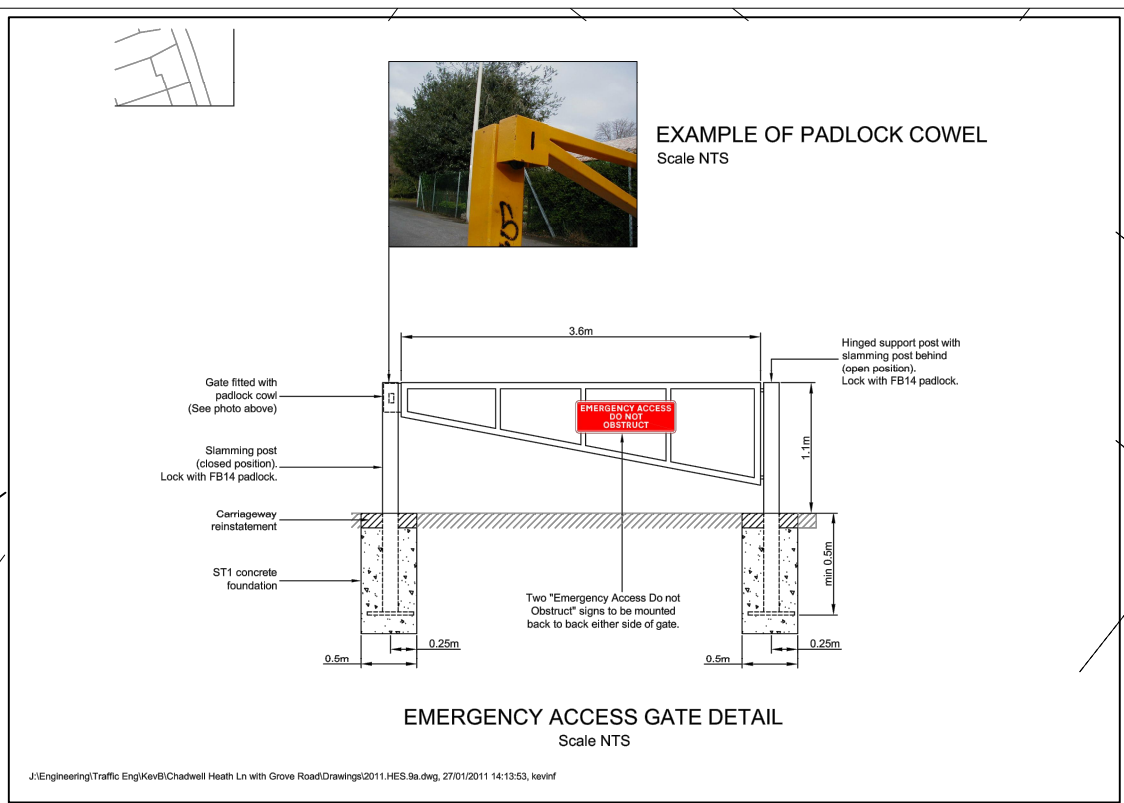 EXAMPLE OF PADLOCK COWEL
Scale NTS
3.6m
Hinged support post with
slamming post behind
(open position).
Lock with FB14 padlock.
Gate fitted with
padlock cowl
(See photo above)
EMERGENCY ACCESS
DO NOT
OBSTRUCT
1.1m
Slamming post
(closed position).
Lock with FB14 padlock.
Carriageway
reinstatement
min 0.5m
ST1 concrete
foundation
Two "Emergency Access Do not
Obstruct" signs to be mounted
back to back either side of gate.
0.25m
0.5m
0.25m
0.5m
EMERGENCY ACCESS GATE DETAIL
Scale NTS
J:\Engineering\Traffic Eng\KevB\Chadwell Heath Ln with Grove Road\Drawings\2011.HES.9a.dwg, 27/01/2011 14:13:53, kevinf